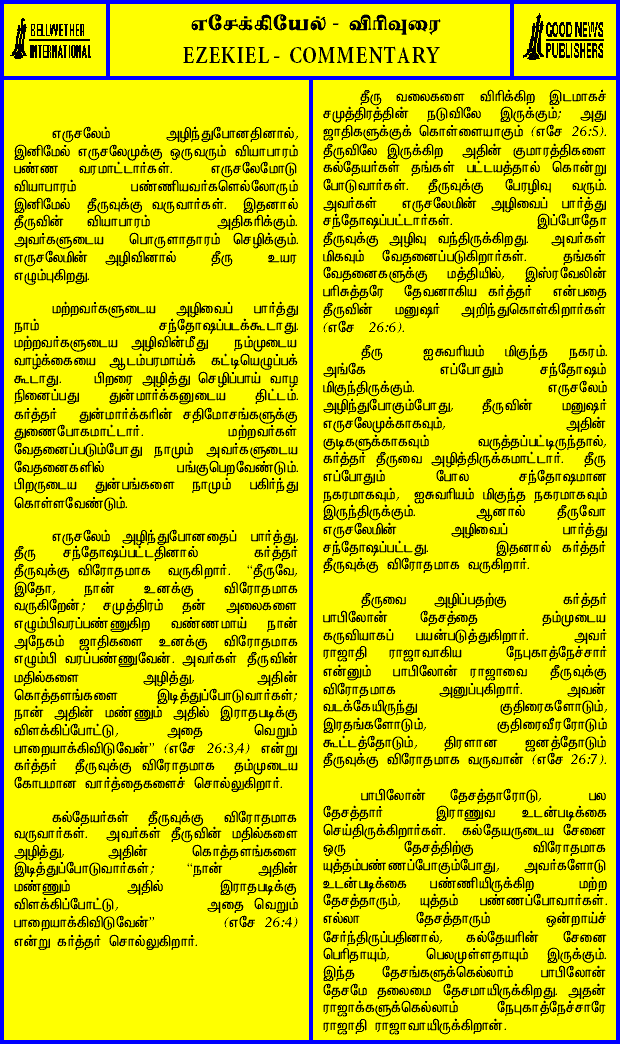 BELLWETHER
INTERNATIONAL
எசேக்கியேல் - விரிவுரை
EZEKIEL - COMMENTARY
GOOD NEWS
PUBLISHERS
எருசலேம் அழிந்துபோனதினால்,
இனிமேல் எருசலேமுக்கு ஒருவரும் வியாபாரம்
பண்ண வரமாட்டார்கள். எருசலேமோடு
வியாபாரம் பண்ணியவர்களெல்லோரும்
இனிமேல் தீருவுக்கு வருவார்கள். இதனால்
தீருவின் வியாபாரம் அதிகரிக்கும்.
அவர்களுடைய பொருளாதாரம் செழிக்கும்.
எருசலேமின் அழிவினால் தீரு உயர
எழும்புகிறது.
மற்றவர்களுடைய அழிவைப் பார்த்து
நாம் சந்தோஷப்படக்கூடாது.
மற்றவர்களுடைய அழிவின்மீது நம்முடைய
வாழ்க்கையை ஆடம்பரமாய்க் கட்டியெழுப்பக்
கூடாது. பிறரை அழித்து செழிப்பாய் வாழ
நினைப்பது துன்மார்க்கனுடைய திட்டம்.
கர்த்தர் துன்மார்க்கரின் சதிமோசங்களுக்கு
துணைபோகமாட்டார். மற்றவர்கள்
வேதனைப்படும்போது நாமும் அவர்களுடைய
வேதனைகளில் பங்குபெறவேண்டும்.
பிறருடைய துன்பங்களை நாமும் பகிர்ந்து
கொள்ளவேண்டும்.
எருசலேம் அழிந்துபோனதைப் பார்த்து,
தீரு சந்தோஷப்பட்டதினால் கர்த்தர்
தீருவுக்கு விரோதமாக வருகிறார். “தீருவே,
இதோ, நான் உனக்கு விரோதமாக
வருகிறேன்; சமுத்திரம் தன் அலைகளை
எழும்பிவரப்பண்ணுகிற வண்ணமாய் நான்
அநேகம் ஜாதிகளை உனக்கு விரோதமாக
எழும்பி வரப்பண்ணுவேன். அவர்கள் தீருவின்
மதில்களை அழித்து, அதின்
கொத்தளங்களை இடித்துப்போடுவார்கள்;
நான் அதின் மண்ணும் அதில் இராதபடிக்கு
விளக்கிப்போட்டு, அதை வெறும்
பாறையாக்கிவிடுவேன்” (எசே 26:3,4) என்று
கர்த்தர் தீருவுக்கு விரோதமாக தம்முடைய
கோபமான வார்த்தைகளைச் சொல்லுகிறார்.
கல்தேயர்கள் தீருவுக்கு விரோதமாக
வருவார்கள். அவர்கள் தீருவின் மதில்களை
அழித்து, அதின் கொத்தளங்களை
இடித்துப்போடுவார்கள்; “நான் அதின்
மண்ணும் அதில் இராதபடிக்கு
விளக்கிப்போட்டு, அதை வெறும்
பாறையாக்கிவிடுவேன்” (எசே 26:4)
என்று கர்த்தர் சொல்லுகிறார்.
தீரு வலைகளை விரிக்கிற இடமாகச்
சமுத்திரத்தின் நடுவிலே இருக்கும்; அது
ஜாதிகளுக்குக் கொள்ளையாகும் (எசே 26:5).
தீருவிலே இருக்கிற அதின் குமாரத்திகளை
கல்தேயர்கள் தங்கள் பட்டயத்தால் கொன்று
போடுவார்கள். தீருவுக்கு பேரழிவு வரும்.
அவர்கள் எருசலேமின் அழிவைப் பார்த்து
சந்தோஷப்பட்டார்கள். இப்போதோ
தீருவுக்கு அழிவு வந்திருக்கிறது. அவர்கள்
மிகவும் வேதனைப்படுகிறார்கள். தங்கள்
வேதனைகளுக்கு மத்தியில், இஸ்ரவேலின்
பரிசுத்தரே தேவனாகிய கர்த்தர் என்பதை
தீருவின் மனுஷர் அறிந்துகொள்கிறார்கள்
(எசே 26:6).
தீரு ஐசுவரியம் மிகுந்த நகரம்.
அங்கே எப்போதும் சந்தோஷம்
மிகுந்திருக்கும். எருசலேம்
அழிந்துபோகும்போது, தீருவின் மனுஷர்
எருசலேமுக்காகவும், அதின்
குடிகளுக்காகவும் வருத்தப்பட்டிருந்தால்,
கர்த்தர் தீருவை அழித்திருக்கமாட்டார். தீரு
எப்போதும் போல சந்தோஷமான
நகரமாகவும், ஐசுவரியம் மிகுந்த நகரமாகவும்
இருந்திருக்கும். ஆனால் தீருவோ
எருசலேமின் அழிவைப் பார்த்து
சந்தோஷப்பட்டது. இதனால் கர்த்தர்
தீருவுக்கு விரோதமாக வருகிறார்.
தீருவை அழிப்பதற்கு கர்த்தர்
பாபிலோன் தேசத்தை தம்முடைய
கருவியாகப் பயன்படுத்துகிறார். அவர்
ராஜாதி ராஜாவாகிய நேபுகாத்நேச்சார்
என்னும் பாபிலோன் ராஜாவை தீருவுக்கு
விரோதமாக அனுப்புகிறார். அவன்
வடக்கேயிருந்து குதிரைகளோடும்,
இரதங்களோடும், குதிரைவீரரோடும்
கூட்டத்தோடும், திரளான ஜனத்தோடும்
தீருவுக்கு விரோதமாக வருவான் (எசே 26:7).
பாபிலோன் தேசத்தாரோடு, பல
தேசத்தார் இராணுவ உடன்படிக்கை
செய்திருக்கிறார்கள். கல்தேயருடைய சேனை
ஒரு தேசத்திற்கு விரோதமாக
யுத்தம்பண்ணப்போகும்போது, அவர்களோடு
உடன்படிக்கை பண்ணியிருக்கிற மற்ற
தேசத்தாரும், யுத்தம் பண்ணப்போவார்கள்.
எல்லா தேசத்தாரும் ஒன்றாய்ச்
சேர்ந்திருப்பதினால், கல்தேயரின் சேனை
பெரிதாயும், பெலமுள்ளதாயும் இருக்கும்.
இந்த தேசங்களுக்கெல்லாம் பாபிலோன்
தேசமே தலைமை தேசமாயிருக்கிறது. அதன்
ராஜாக்களுக்கெல்லாம் நேபுகாத்நேச்சாரே
ராஜாதி ராஜாவாயிருக்கிறான்.